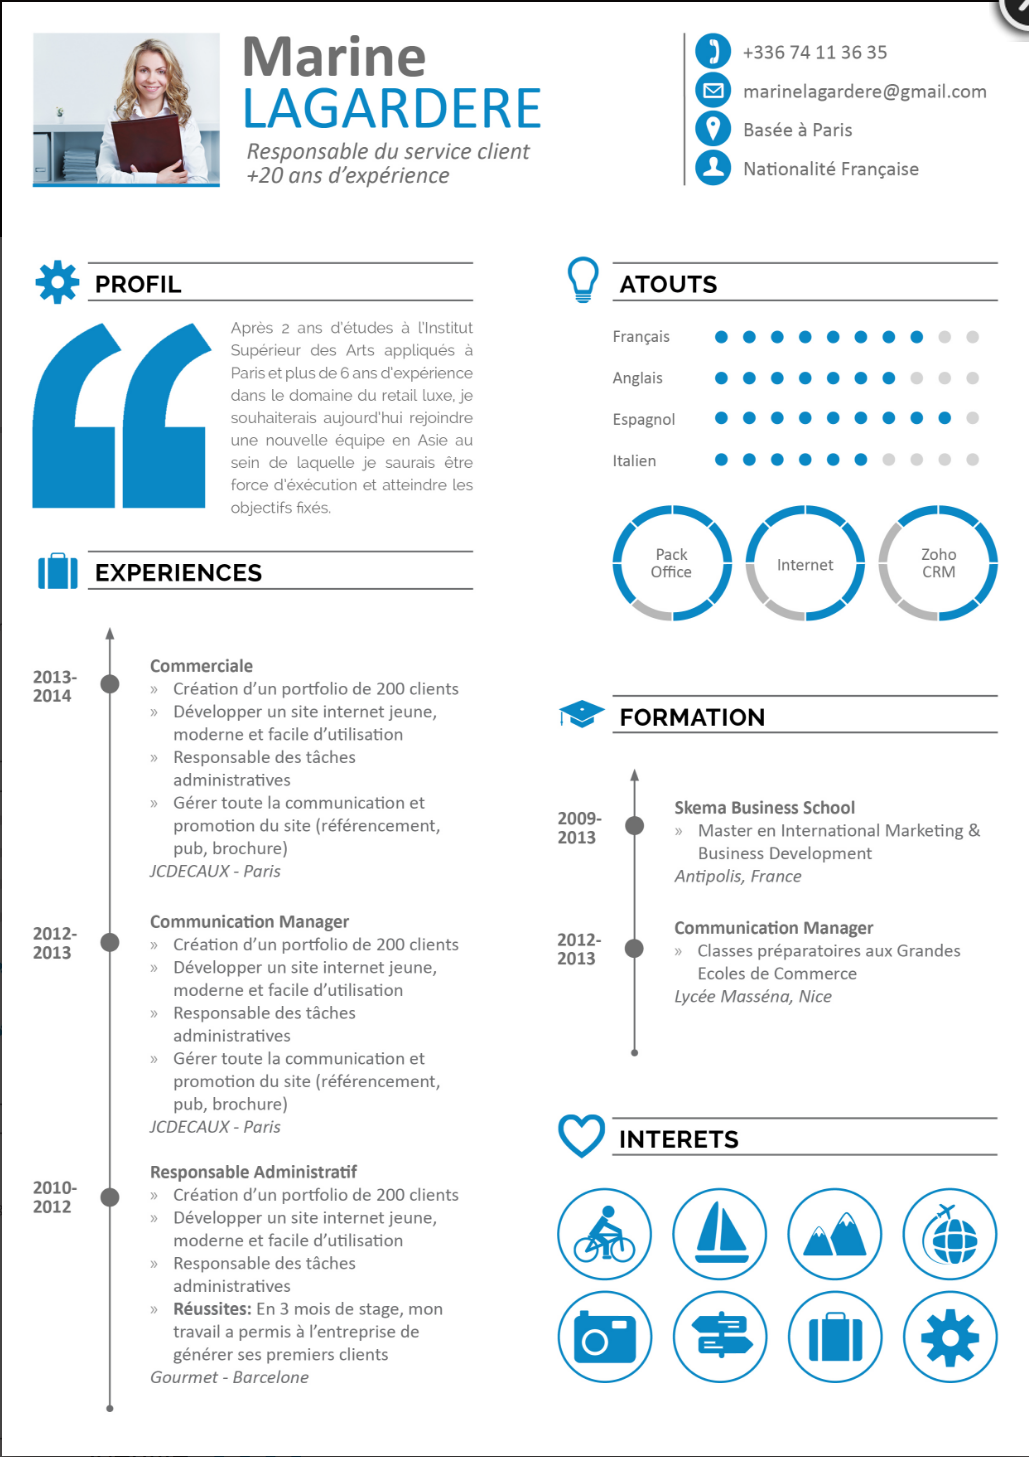 Marine
LAGARDERE
Responsable du service client
+20 ans d'expérience
+336 74 11 36 35
marinelagardere@gmail.com
Basée à Paris
Nationalité Française
PROFIL
Après 2 ans d'études à l'Institut
Supérieur des Arts appliqués à
Paris et plus de 6 ans d'expérience
dans le domaine du retail luxe, je
souhaiterais aujourd'hui rejoindre
une nouvelle équipe en Asie au
sein de laquelle je saurais être
force d'éxécution et atteindre les
objectifs fixés.
EXPERIENCES
2013-
2014
Commerciale
» Création d'un portfolio de 200 clients
» Développer un site internet jeune,
moderne et facile d'utilisation
» Responsable des tâches
administratives
» Gérer toute la communication et
promotion du site (référencement,
pub, brochure)
JCDECAUX - Paris
2012-
2013
Communication Manager
» Création d'un portfolio de 200 clients
» Développer un site internet jeune,
moderne et facile d'utilisation
» Responsable des tâches
administratives
» Gérer toute la communication et
promotion du site (référencement,
pub, brochure)
JCDECAUX - Paris
2010-
2012
Responsable Administratif
» Création d'un portfolio de 200 clients
» Développer un site internet jeune,
moderne et facile d'utilisation
» Responsable des tâches
administratives
» Réussites: En 3 mois de stage, mon
travail a permis à l'entreprise de
générer ses premiers clients
Gourmet - Barcelone
ATOUTS
Français
Anglais
Espagnol
Italien
Pack
Office
Internet
Zoho
CRM
FORMATION
2009-
2013
Skema Business School
» Master en International Marketing &
Business Development
Antipolis, France
2012-
2013
Communication Manager
» Classes préparatoires aux Grandes
Ecoles de Commerce
Lycée Masséna, Nice
INTERETS